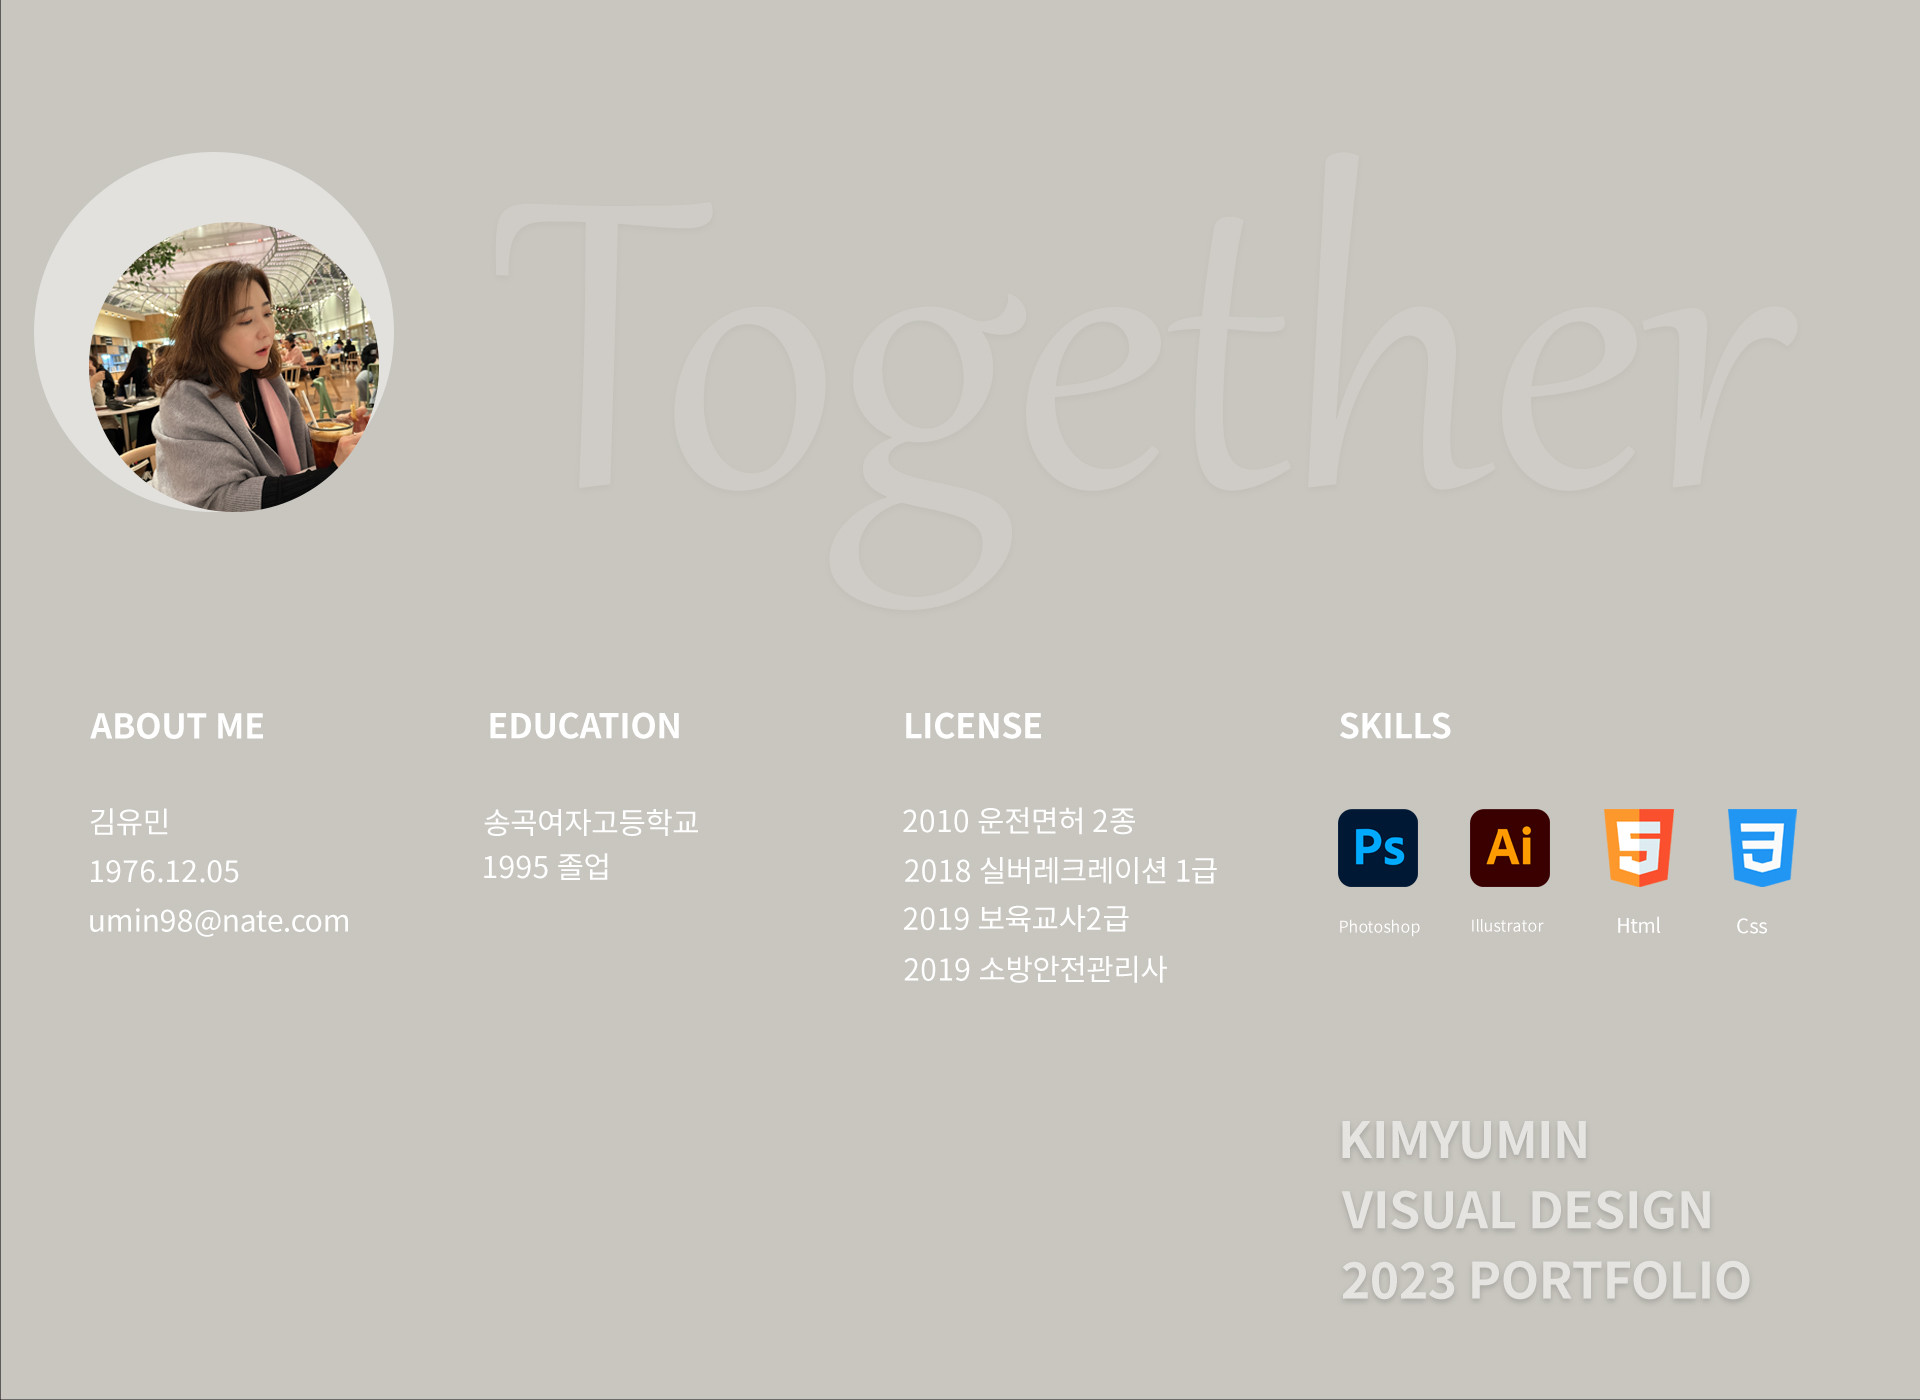 Together
ABOUT ME
김유민
1976.12.05
umin98@nate.com
EDUCATION
송곡여자고등학교
1995 졸업
LICENSE
2010 운전면허 2종
2018 실버레크레이션 1급
2019 보육교사2급
2019 소방안전관리사
SKILLS
Ps Ai 5 3
Photoshop Illustrator Html Css
KIMYUMIN
VISUAL DESIGN
2023 PORTFOLIO